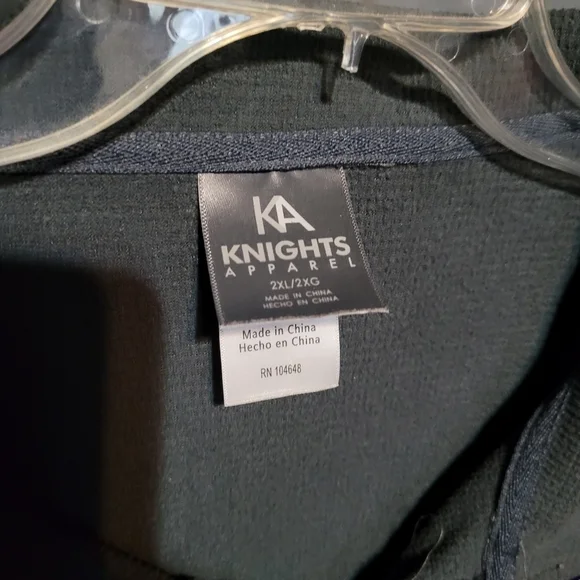 KA
KNIGHTS
APPAREL
2XL/2XG
MADE IN CHINA
HECHO EN CHINA
Made in China
Hecho en China
RN 104648